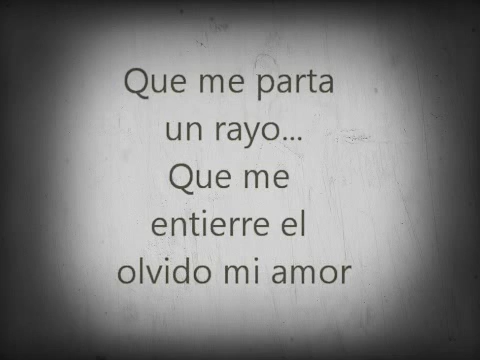 Que me parta
un rayo...
Que me
entierre el
olvido mi amor